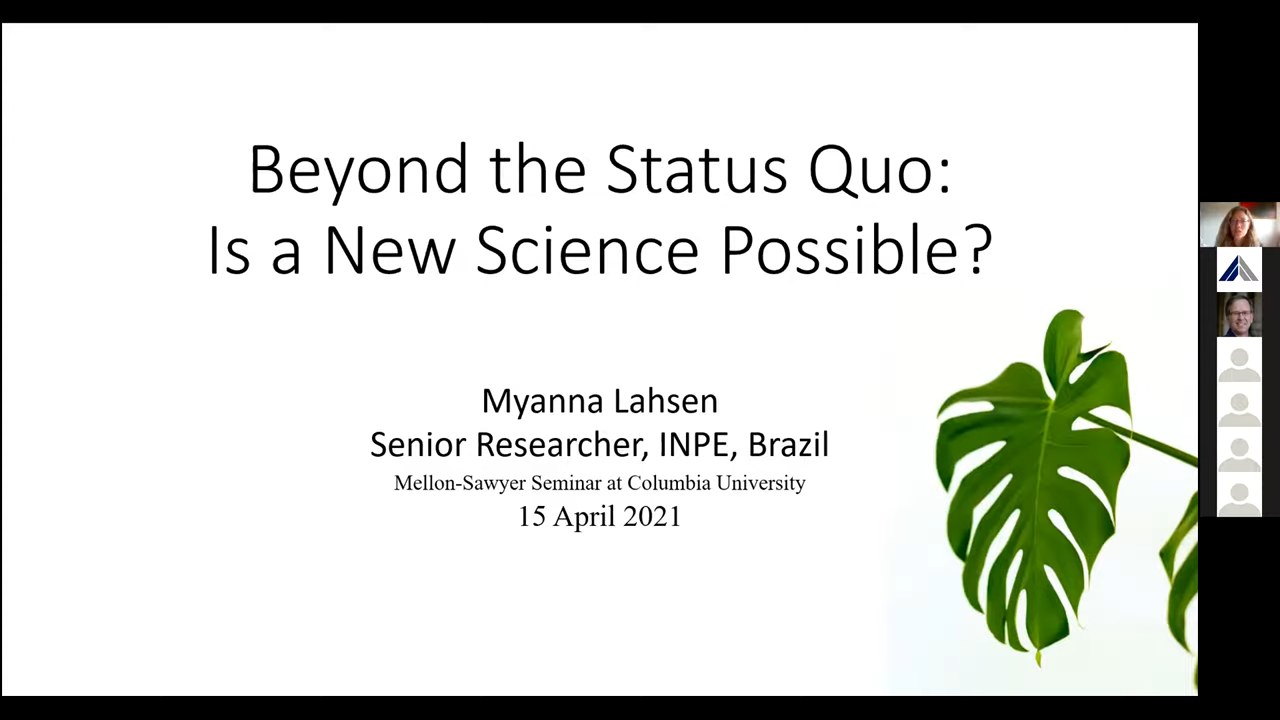 Beyond the Status Quo:
Is a New Science Possible?
Myanna Lahsen
Senior Researcher, INPE, Brazil
Mellon-Sawyer Seminar at Columbia University
15 April 2021